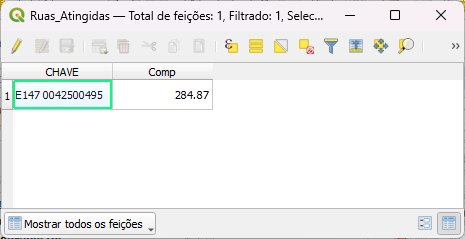 Ruas_Atingidas — Total de feições: 1, Filtrado: 1, Selec...
CHAVE Comp
1 E147 0042500495 284.87
Mostrar todos os feições